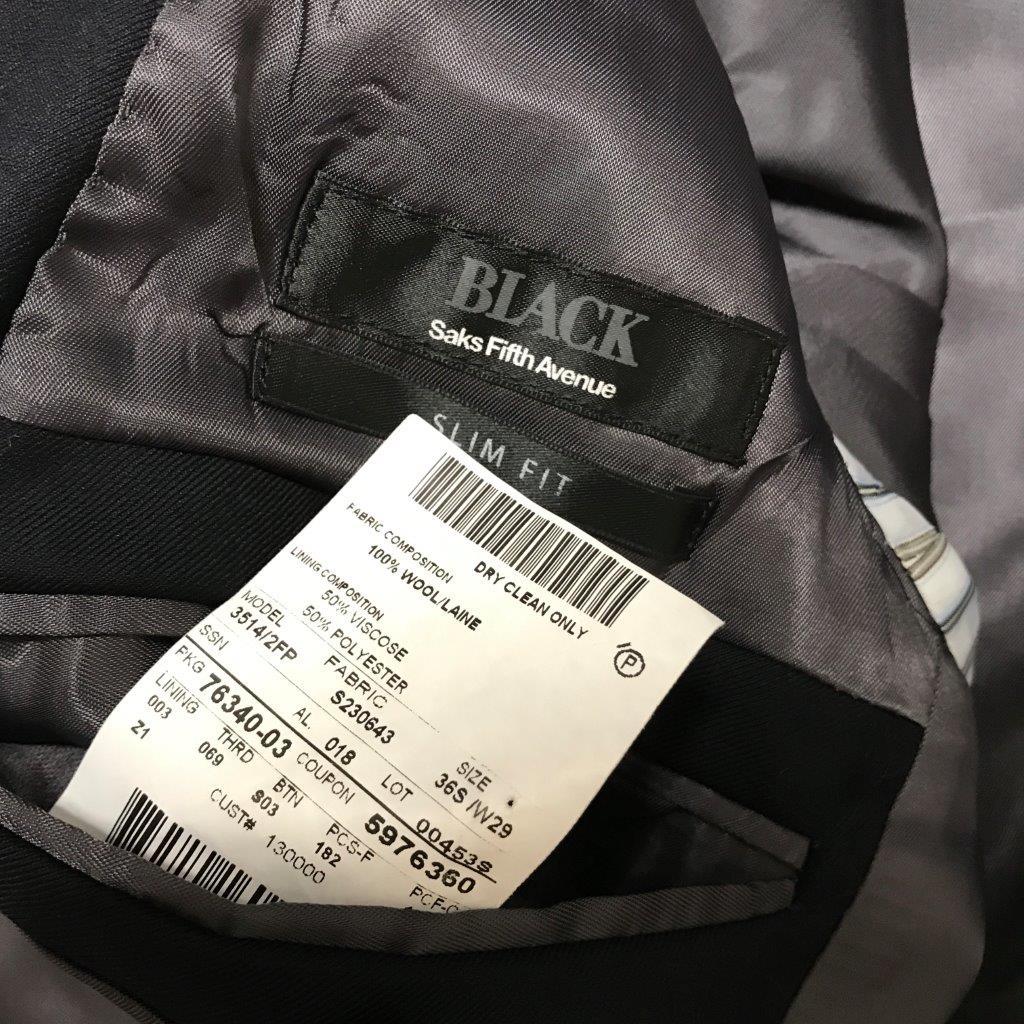 BLACK
Saks Fifth Avenue
SLIM FIT
DRY CLEAN ONLY
P
FABRIC COMPOSITION
100% WOOL/LAINE
LINING COMPOSITION
50% VISCOSE
50% POLYESTER
MODEL FABRIC SIZE
3514/2FP S230643 36S /W29
SSN AL. 018 LOT 004539
PKG 76340-03 COUPON 5976360
LINING THRD BTN PCS-F
003 069 S03 182
Z1 CUST# 130000